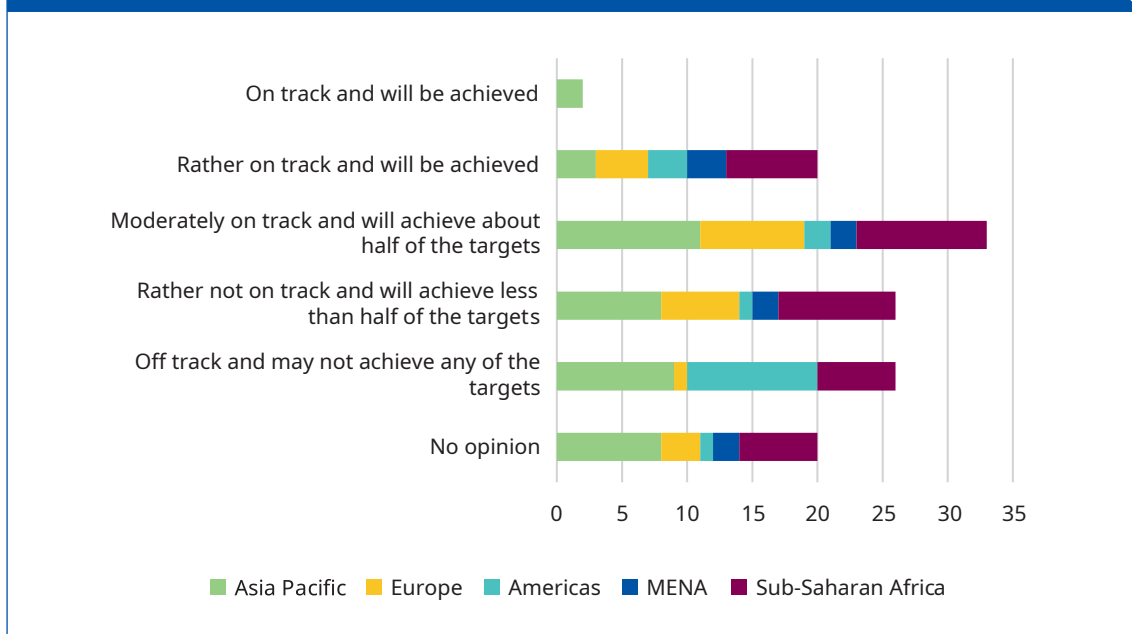 On track and will be achieved
Rather on track and will be achieved
Moderately on track and will achieve about
half of the targets
Rather not on track and will achieve less
than half of the targets
Off track and may not achieve any of the
targets
No opinion
0 5 10 15 20 25 30 35
Asia Pacific Europe Americas MENA Sub-Saharan Africa